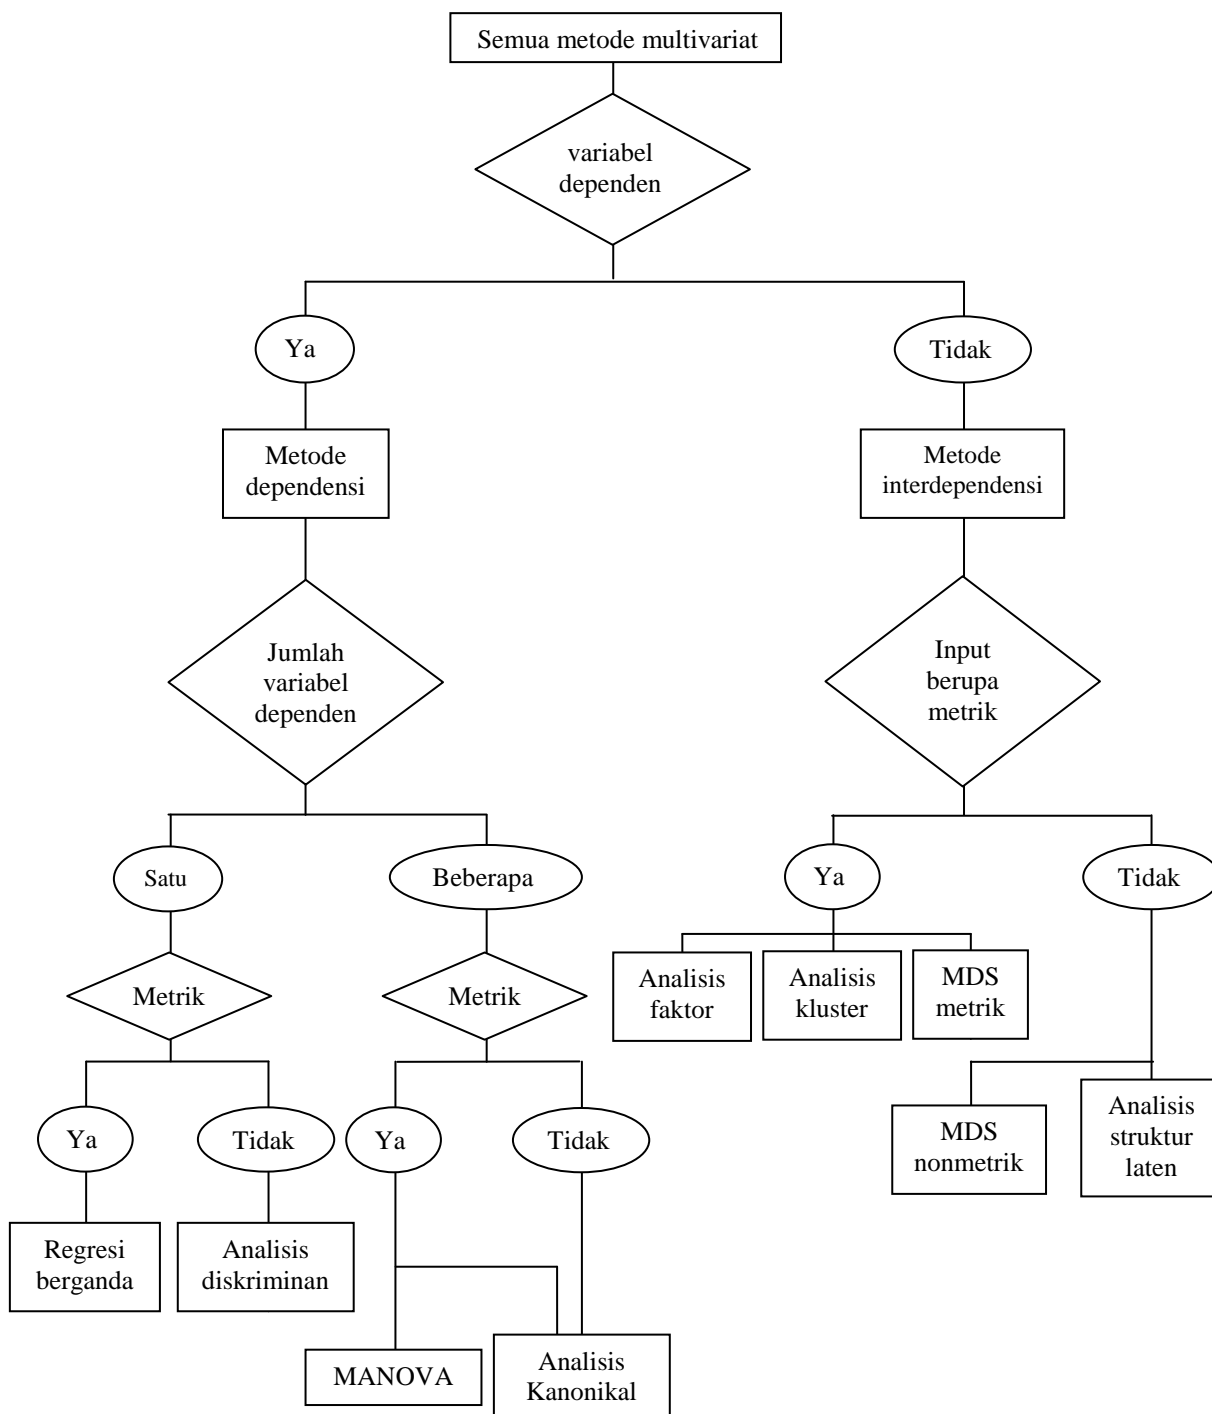 Semua metode multivariat
variabel
dependen
Ya
Tidak
Metode
dependensi
Metode
interdependensi
Jumlah
variabel
dependen
Input
berupa
metrik
Satu
Beberapa
Ya
Tidak
Metrik
Metrik
Analisis
faktor
Analisis
kluster
MDS
metrik
Ya
Tidak
Ya
Tidak
MDS
nonmetrik
Analisis
struktur
laten
Regresi
berganda
Analisis
diskriminan
MANOVA
Analisis
Kanonikal